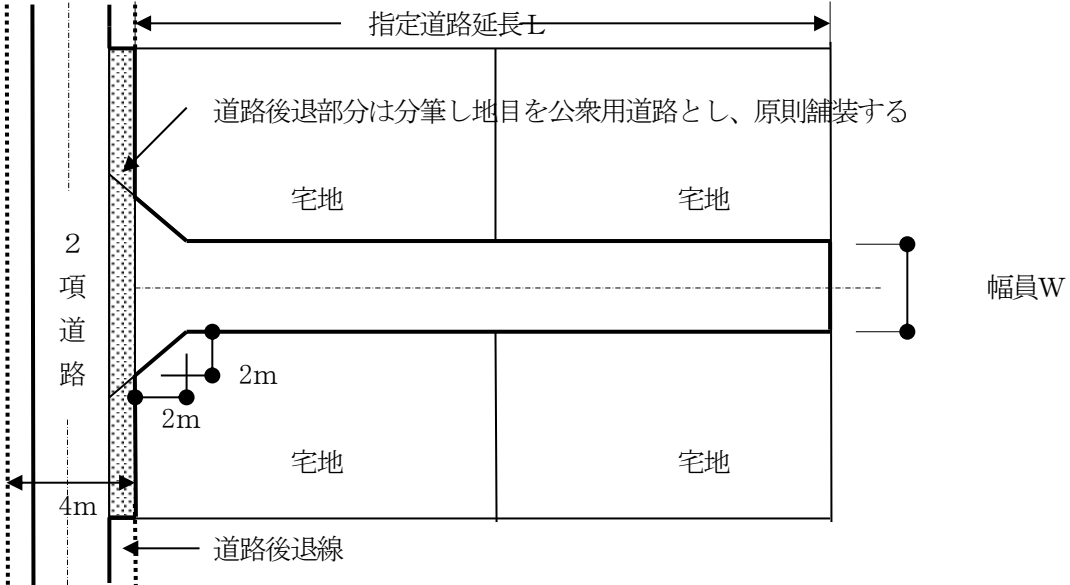 指定道路延長L
道路後退部分は分筆し地目を公衆用道路とし、原則舗装する
宅地
宅地
2項道路
幅員W
2m
2m
宅地
宅地
4m
道路後退線